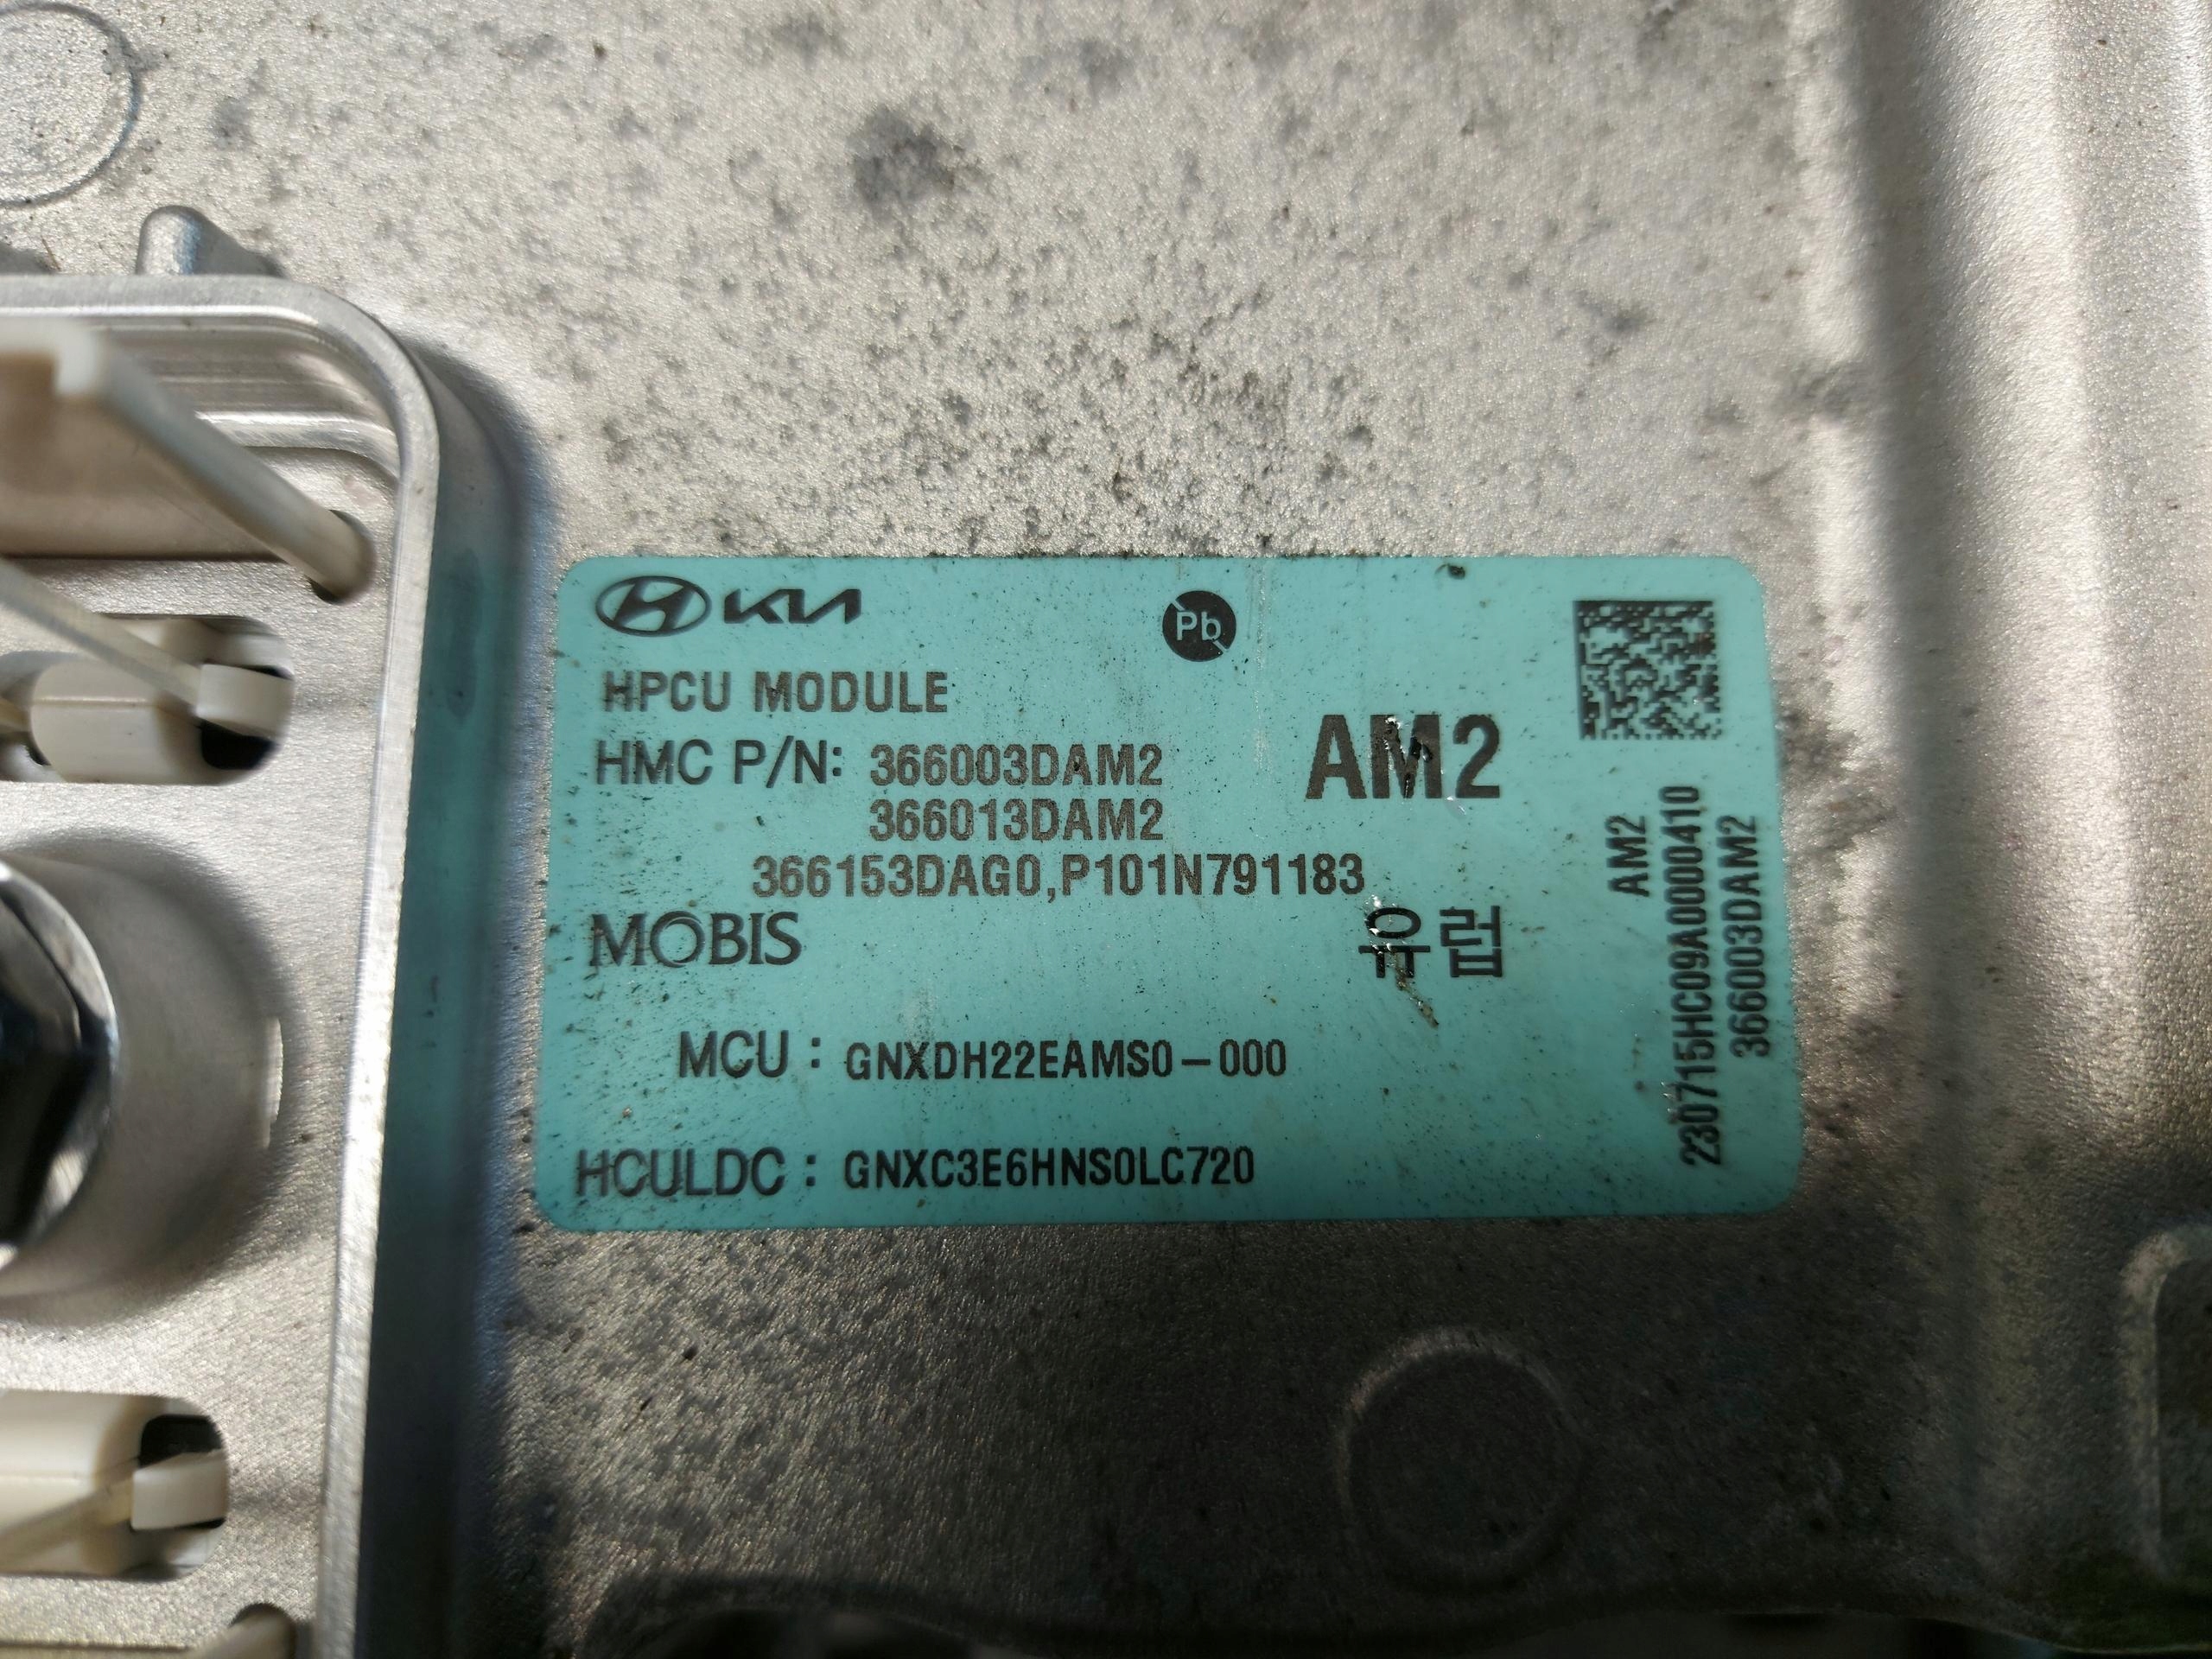 KIA
Pb
HPCU MODULE
HMC P/N: 366003DAM2
366013DAM2
AM2
366153DAG0,P101N791183
MOBIS
유럽
MCU : GNXDH22EAMS0-000
HCULDC : GNXC3E6HNS0LC720
AM2
230715HC09A0000410
366003DAM2